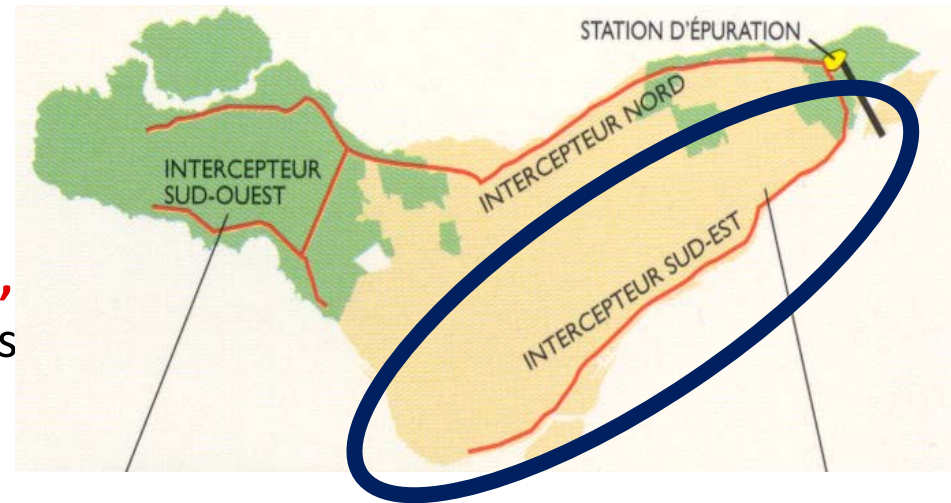 STATION D'ÉPURATION
INTERCEPTEUR NORD
INTERCEPTEUR
SUD-OUEST
INTERCEPTEUR SUD-EST
,
s